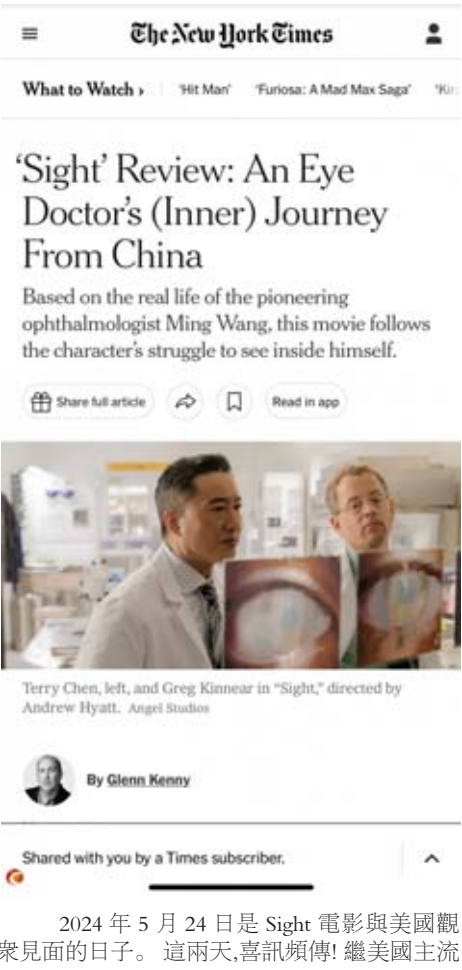 The New York Times
What to Watch › 'Hit Man' 'Furiosa: A Mad Max Saga'
'Sight' Review: An Eye
Doctor's (Inner) Journey
From China
Based on the real life of the pioneering
ophthalmologist Ming Wang, this movie follows
the character's struggle to see inside himself.
Share full article Read in app
Terry Chen, left, and Greg Kinnear in "Sight," directed by
Andrew Hyatt. Angel Studios
By Glenn Kenny
Shared with you by a Times subscriber.
2024 年 5 月 24 日是 Sight 電影與美國觀
衆見面的日子。 這兩天,喜訊頻傳! 繼美國主流